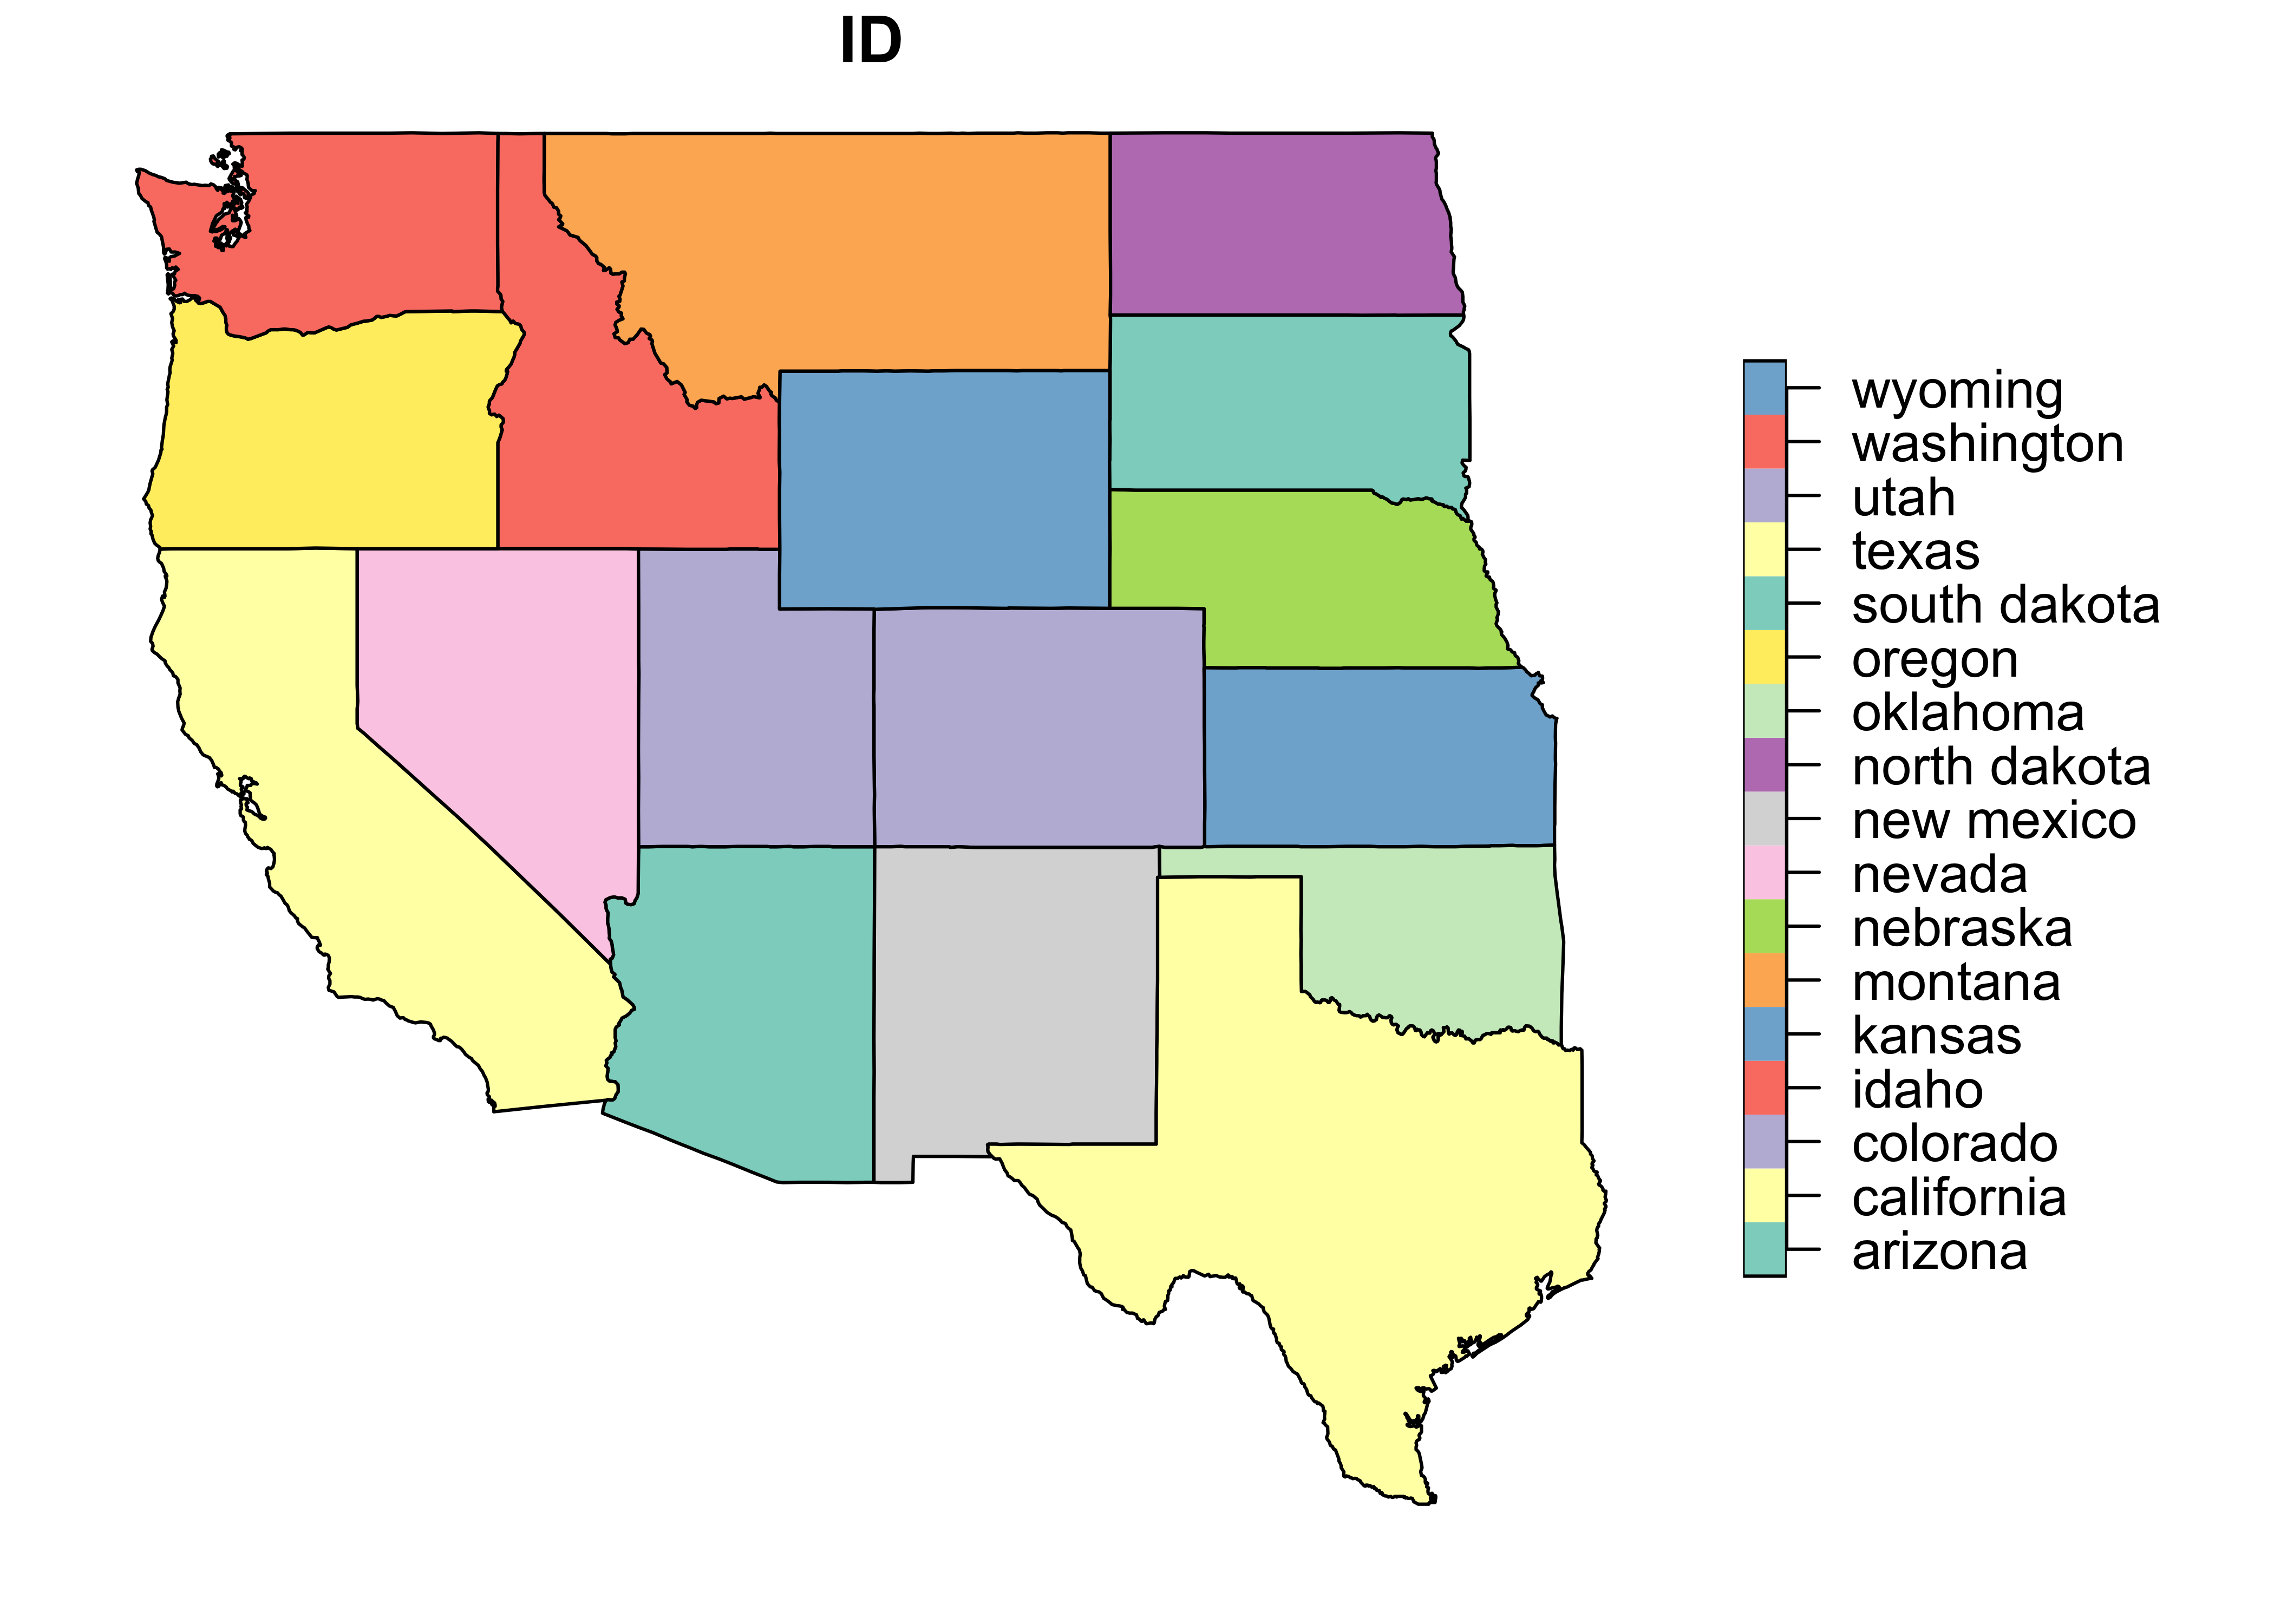 ID
wyoming
washington
utah
texas
south dakota
oregon
oklahoma
north dakota
new mexico
nevada
nebraska
montana
kansas
idaho
colorado
california
arizona